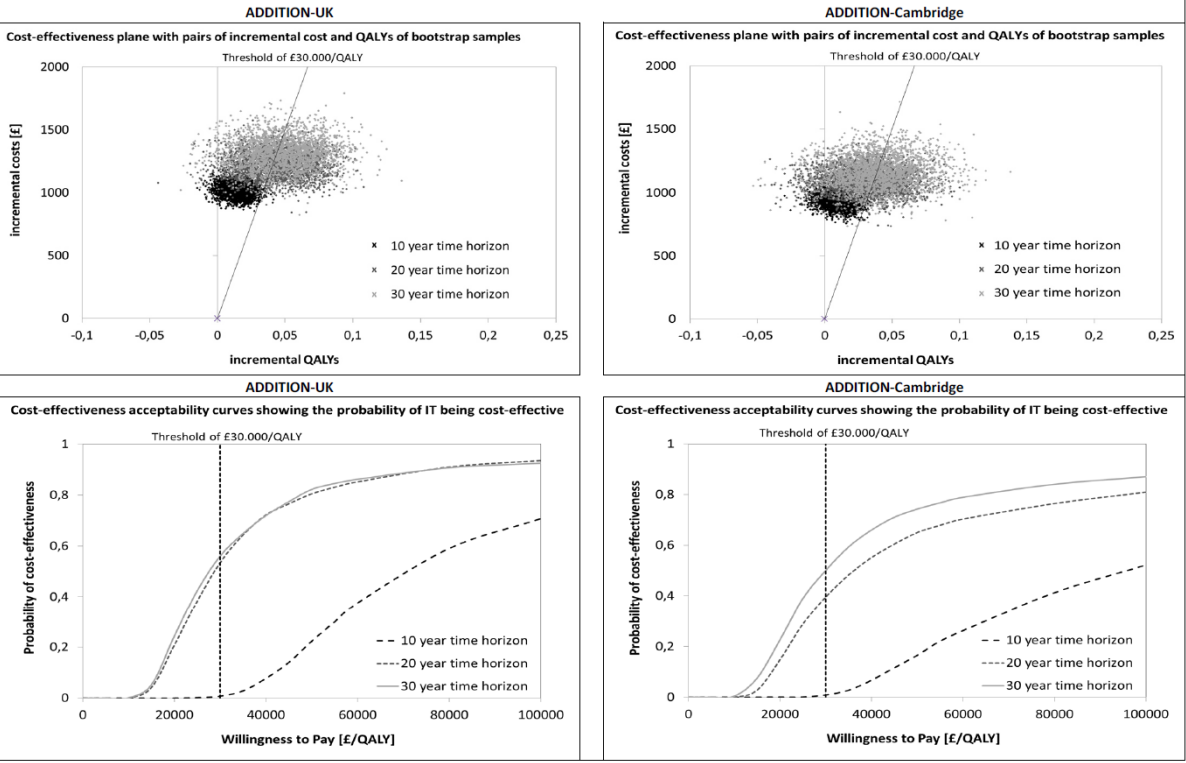 ADDITION-UK
Cost-effectiveness plane with pairs of incremental cost and QALYs of bootstrap samples
Threshold of £30.000/QALY
2000
1500
1000
500
0
incremental costs [£]
-0,1
-0,05
0
0,05
0,1
0,15
0,2
0,25
incremental QALYs
× 10 year time horizon
× 20 year time horizon
× 30 year time horizon
ADDITION-Cambridge
Cost-effectiveness plane with pairs of incremental cost and QALYs of bootstrap samples
Threshold of £30.000/QALY
2000
1500
1000
500
0
incremental costs [£]
-0,1
-0,05
0
0,05
0,1
0,15
0,2
0,25
incremental QALYs
× 10 year time horizon
× 20 year time horizon
× 30 year time horizon
ADDITION-UK
Cost-effectiveness acceptability curves showing the probability of IT being cost-effective
Threshold of £30.000/QALY
1
0,8
0,6
0,4
0,2
0
Probability of cost-effectiveness
0
20000
40000
60000
80000
100000
Willingness to Pay [£/QALY]
10 year time horizon
20 year time horizon
30 year time horizon
ADDITION-Cambridge
Cost-effectiveness acceptability curves showing the probability of IT being cost-effective
Threshold of £30.000/QALY
1
0,8
0,6
0,4
0,2
0
Probability of cost-effectiveness
0
20000
40000
60000
80000
100000
Willingness to Pay [£/QALY]
10 year time horizon
20 year time horizon
30 year time horizon